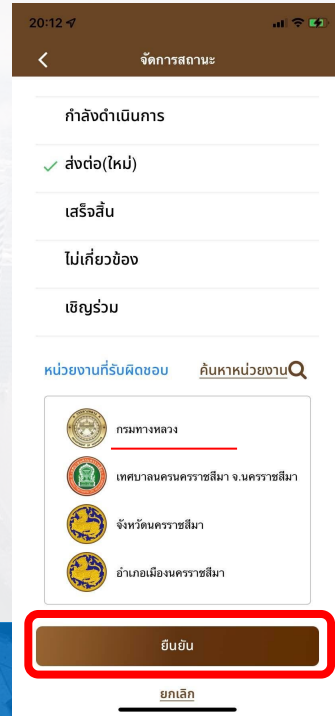 20:12
จัดการสถานะ
กำลังดำเนินการ
ส่งต่อ(ใหม่)
เสร็จสิ้น
ไม่เกี่ยวข้อง
เชิญร่วม
หน่วยงานที่รับผิดชอบ ค้นหาหน่วยงาน
กรมทางหลวง
เทศบาลนครนครราชสีมา จ.นครราชสีมา
จังหวัดนครราชสีมา
อำเภอเมืองนครราชสีมา
ยืนยัน
ยกเลิก